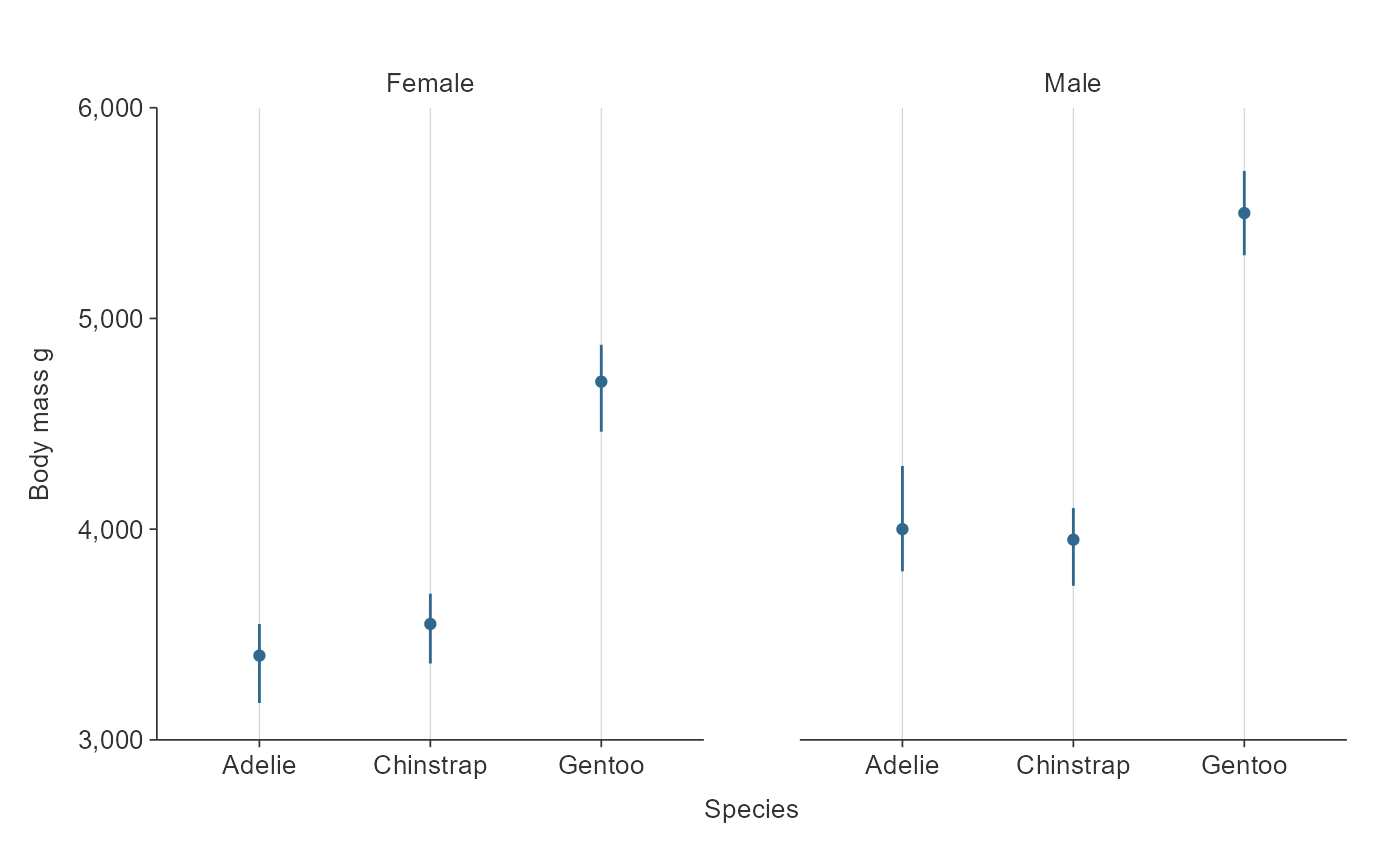 Female
Male
6,000
5,000
4,000
3,000
Body mass g
Adelie
Chinstrap
Gentoo
Adelie
Chinstrap
Gentoo
Species